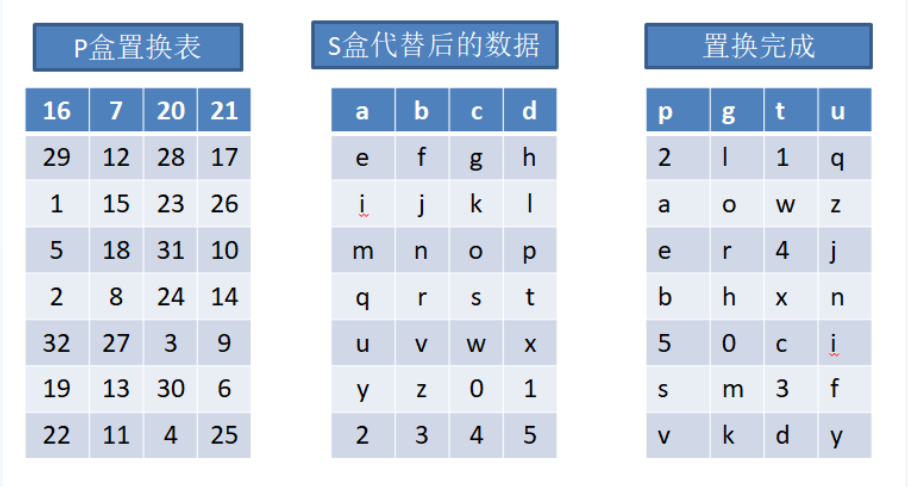 P盒置换表
S盒代替后的数据
置换完成
16 7 20 21
29 12 28 17
1 15 23 26
5 18 31 10
2 8 24 14
32 27 3 9
19 13 30 6
22 11 4 25
a b c d
e f g h
i j k l
m n o p
q r s t
u v w x
y z 0 1
2 3 4 5
p g t u
2 l 1 q
a o w z
e r 4 j
b h x n
5 0 c i
s m 3 f
v k d y